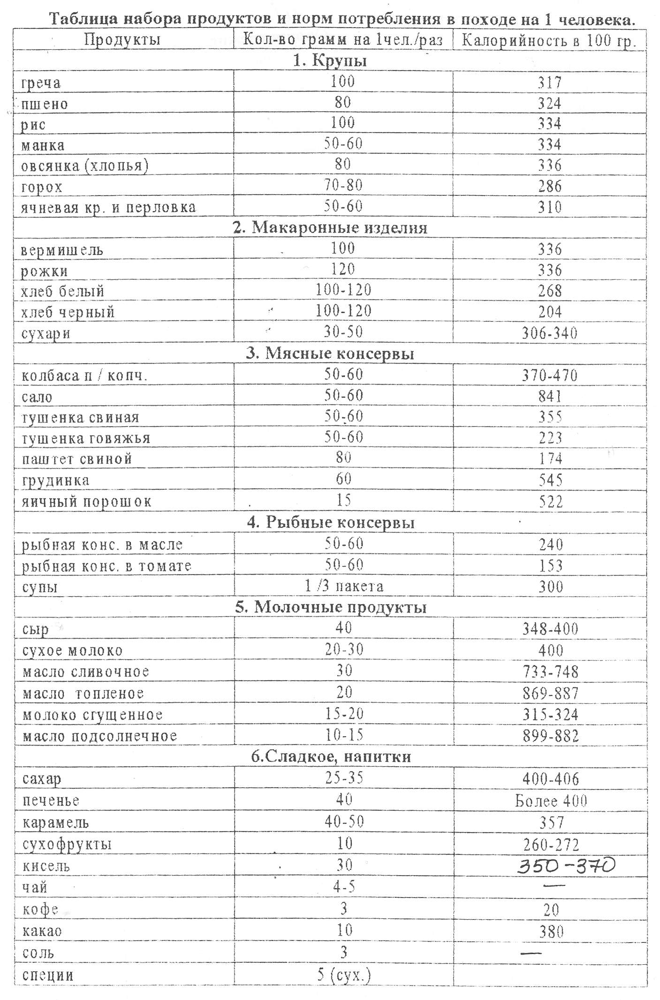 Таблица набора продуктов и норм потребления в походе на 1 человека.
Продукты Кол-во грамм на 1чел./раз Калорийность в 100 гр.
1. Крупы
греча 100 317
пшено 80 324
рис 100 334
манка 50-60 334
овсянка (хлопья) 80 336
горох 70-80 286
ячневая кр. и перловка 50-60 310
2. Макаронные изделия
вермишель 100 336
рожки 120 336
хлеб белый 100-120 268
хлеб черный 100-120 204
сухари 30-50 306-340
3. Мясные консервы
колбаса п / копч. 50-60 370-470
сало 50-60 841
тушенка свиная 50-60 355
тушенка говяжья 50-60 223
паштет свиной 80 174
грудинка 60 545
яичный порошок 15 522
4. Рыбные консервы
рыбная конс. в масле 50-60 240
рыбная конс. в томате 50-60 153
супы 1 /3 пакета 300
5. Молочные продукты
сыр 40 348-400
сухое молоко 20-30 400
масло сливочное 30 733-748
масло топленое 20 869-887
молоко сгущенное 15-20 315-324
масло подсолнечное 10-15 899-882
6.Сладкое, напитки
сахар 25-35 400-406
печенье 40 Более 400
карамель 40-50 357
сухофрукты 10 260-272
кисель 30 350-370
чай 4-5 —
кофе 3 20
какао 10 380
соль 3 —
специи 5 (сух.)